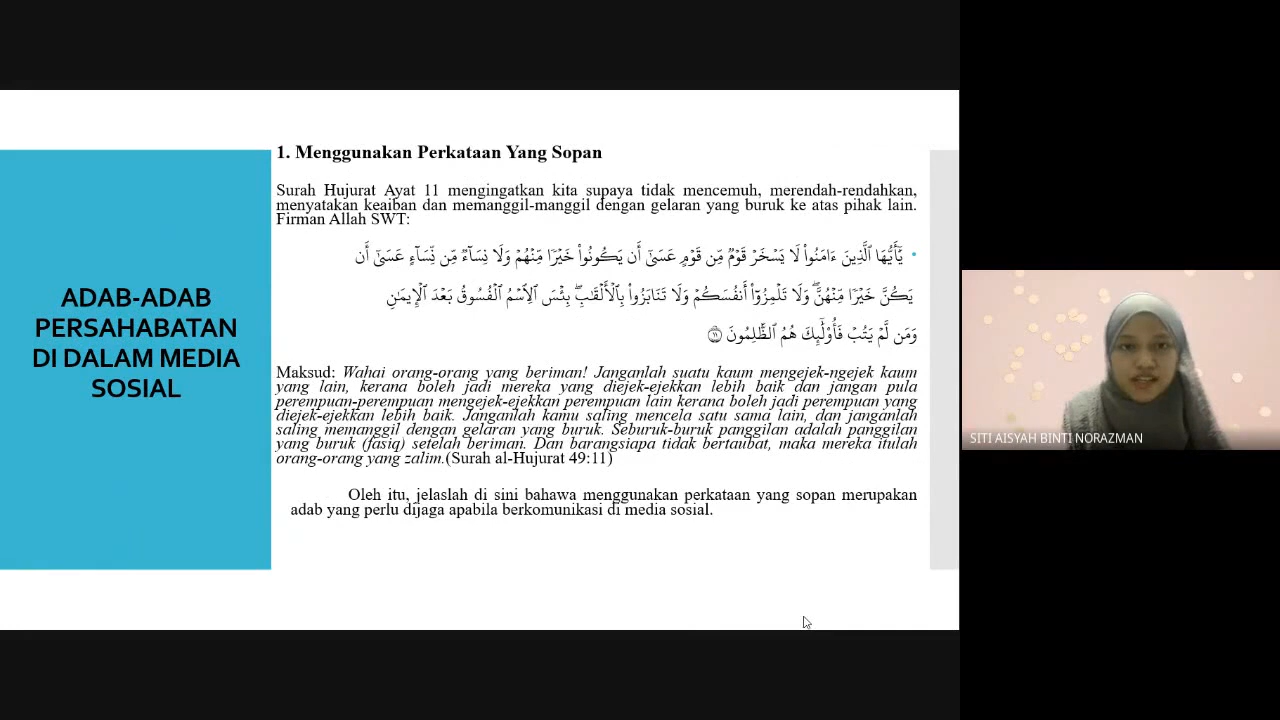 ADAB-ADAB
PERSAHABATAN
DI DALAM MEDIA
SOSIAL
1. Menggunakan Perkataan Yang Sopan
Surah Hujurat Ayat 11 mengingatkan kita supaya tidak mencemuh, merendah-rendahkan,
menyatakan keaiban dan memanggil-manggil dengan gelaran yang buruk ke atas pihak lain.
Firman Allah SWT:
• يَٰٓأَيُّهَا ٱلَّذِينَ ءَامَنُوا۟ لَا يَسْخَرْ قَوْمٌ مِّن قَوْمٍ عَسَىٰٓ أَن يَكُونُوا۟ خَيْرًا مِّنْهُمْ وَلَا نِسَآءٌ مِّن نِّسَآءٍ عَسَىٰٓ أَن
يَكُنَّ خَيْرًا مِّنْهُنَّ ۖ وَلَا تَلْمِزُوٓا۟ أَنفُسَكُمْ وَلَا تَنَابَزُوا۟ بِٱلْأَلْقَٰبِ ۖ بِئْسَ ٱلِٱسْمُ ٱلْفُسُوقُ بَعْدَ ٱلْإِيمَٰنِ
وَمَن لَّمْ يَتُبْ فَأُو۟لَٰٓئِكَ هُمُ ٱلظَّٰلِمُونَ ۝١١
Maksud: Wahai orang-orang yang beriman! Janganlah suatu kaum mengejek-ngejek kaum
yang lain, kerana boleh jadi mereka yang diejek-ejekkan lebih baik dan jangan pula
perempuan-perempuan mengejek-ejekkan perempuan lain kerana boleh jadi perempuan yang
diejek-ejekkan lebih baik. Janganlah kamu saling mencela satu sama lain, dan janganlah
saling memanggil dengan gelaran yang buruk. Seburuk-buruk panggilan adalah panggilan
yang buruk (fasiq) setelah beriman. Dan barangsiapa tidak bertaubat, maka mereka itulah
orang-orang yang zalim.(Surah al-Hujurat 49:11)
Oleh itu, jelaslah di sini bahawa menggunakan perkataan yang sopan merupakan
adab yang perlu dijaga apabila berkomunikasi di media sosial.
SITI AISYAH BINTI NORAZMAN